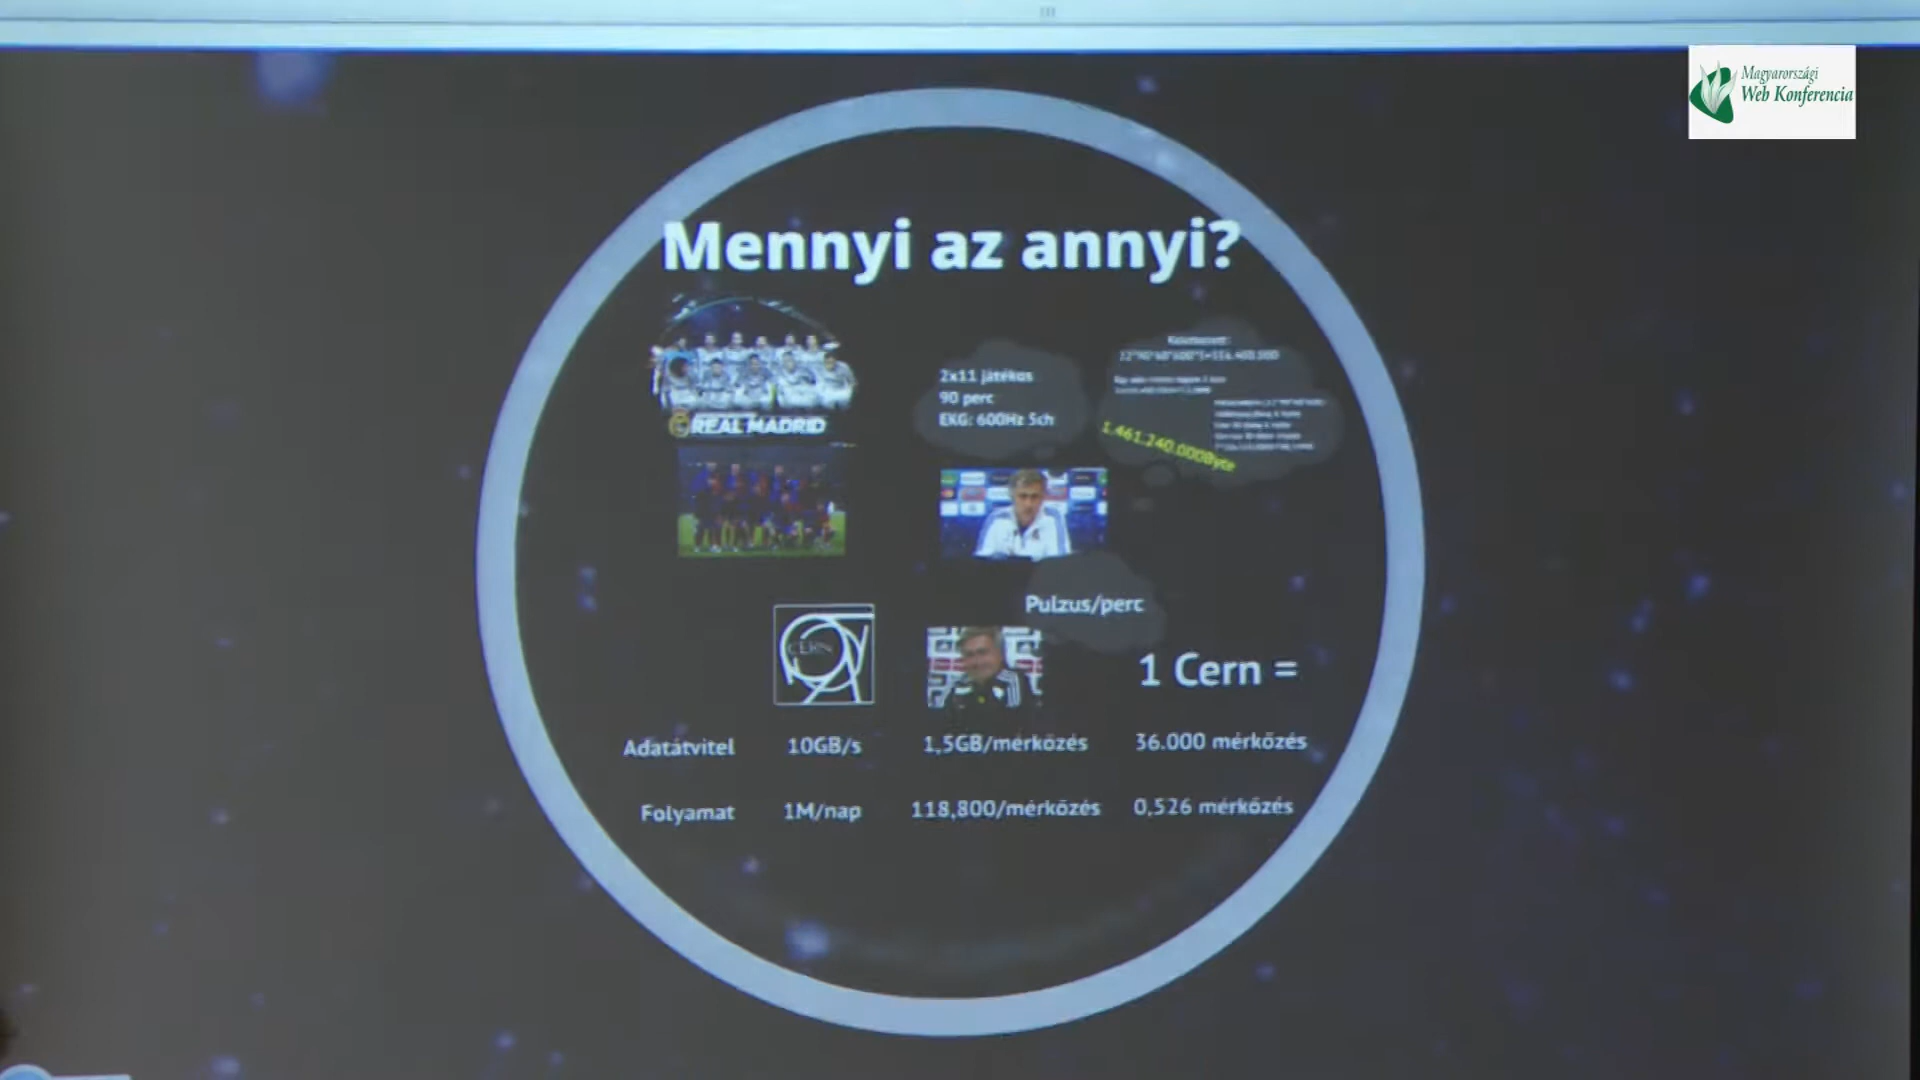 Magyarországi
Web Konferencia
Mennyi az annyi?
REAL MADRID
2x11 játékos
90 perc
EKG: 600Hz 5ch
1.461.240.000Byte
Pulzus/perc
CERN
1 Cern =
Adatátvitel 10GB/s 1,5GB/mérkőzés 36.000 mérkőzés
Folyamat 1M/nap 118,800/mérkőzés 0,526 mérkőzés